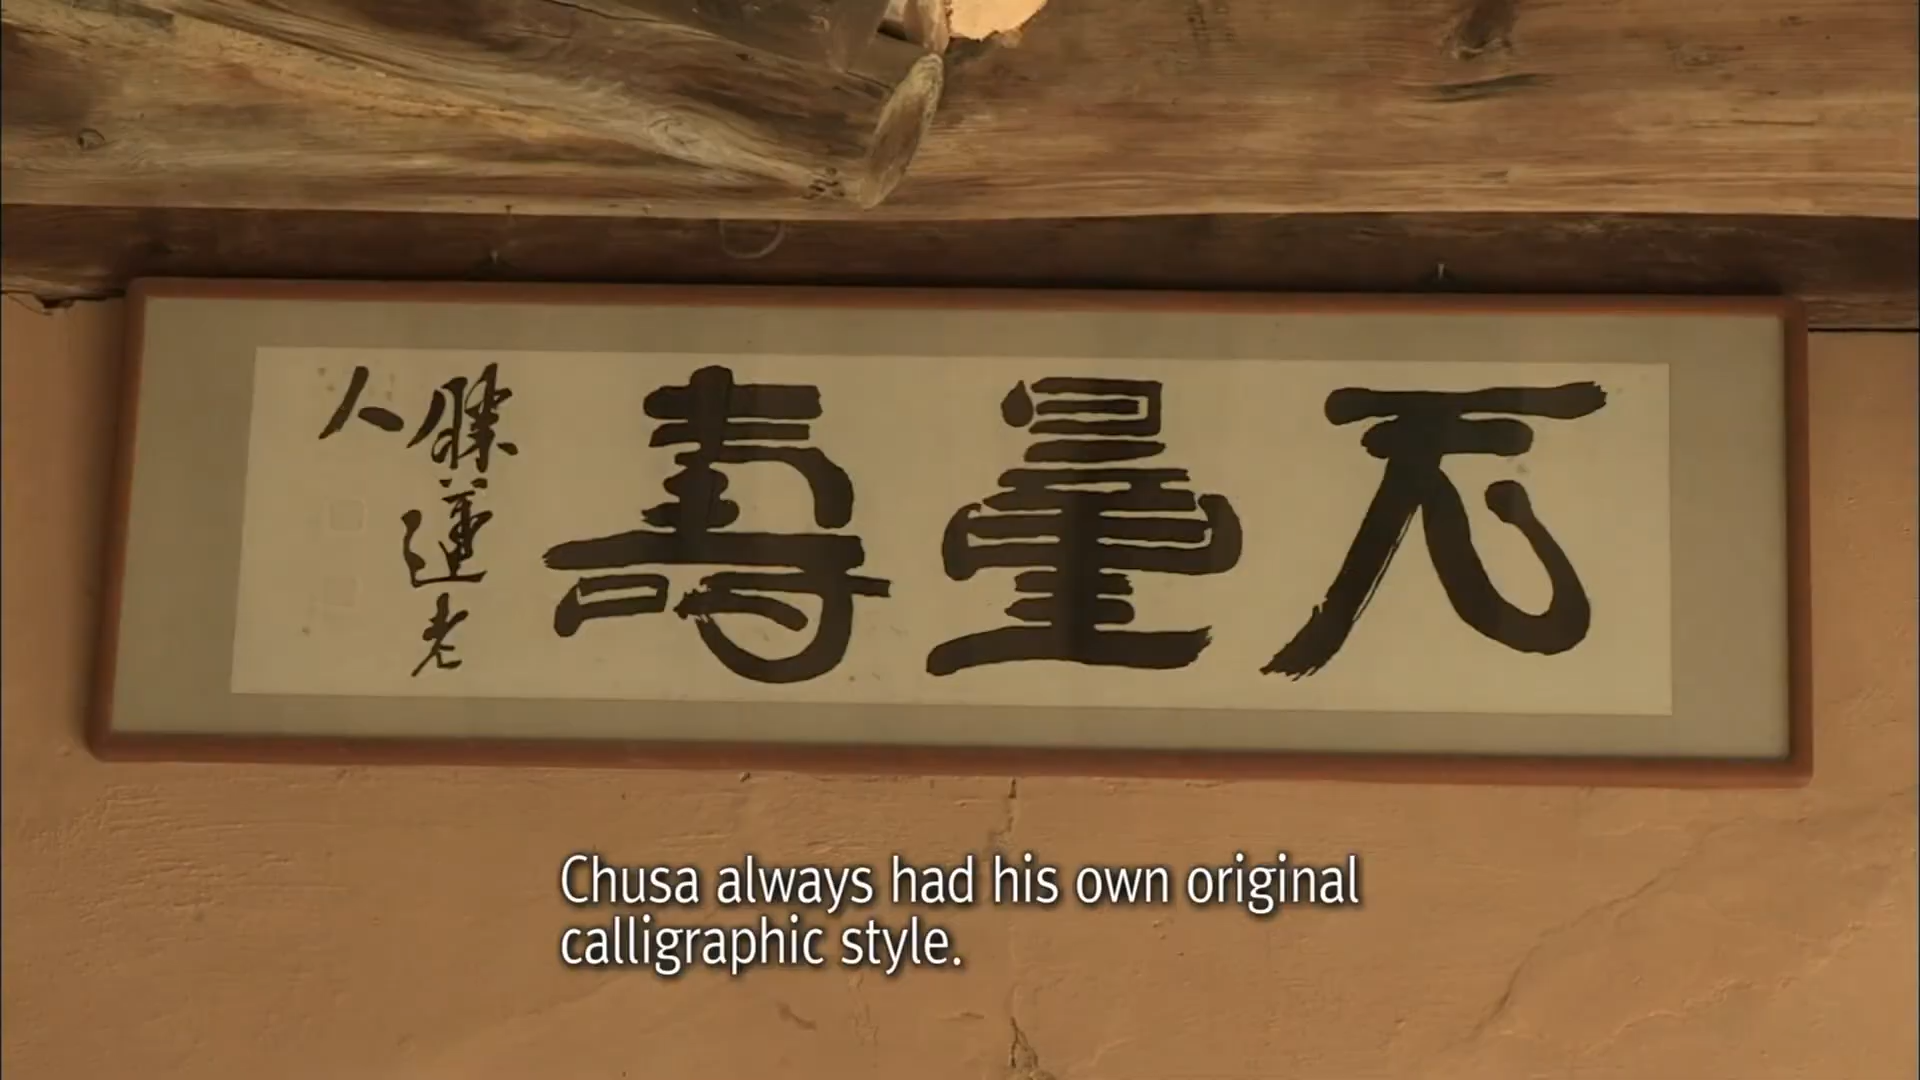 无量壽
勝蓮老
人
Chusa always had his own original
calligraphic style.